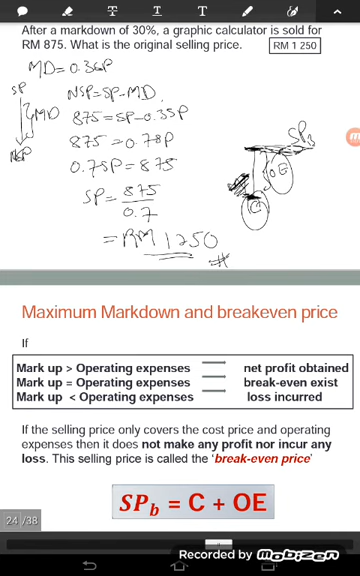 After a markdown of 30%, a graphic calculator is sold for
RM 875. What is the original selling price.
RM 1 250
MD = 0.3SP
SP
MD
NSP
NSP = SP - MD
875 = SP - 0.3SP
875 = 0.7SP
0.7SP = 875
SP = 875
0.7
= RM 1250
SPb
OE
C
Maximum Markdown and breakeven price
If
Mark up > Operating expenses net profit obtained
Mark up = Operating expenses break-even exist
Mark up < Operating expenses loss incurred
If the selling price only covers the cost price and operating
expenses then it does not make any profit nor incur any
loss. This selling price is called the ‘break-even price’
SPb = C + OE
24 /38
Recorded by mobizen